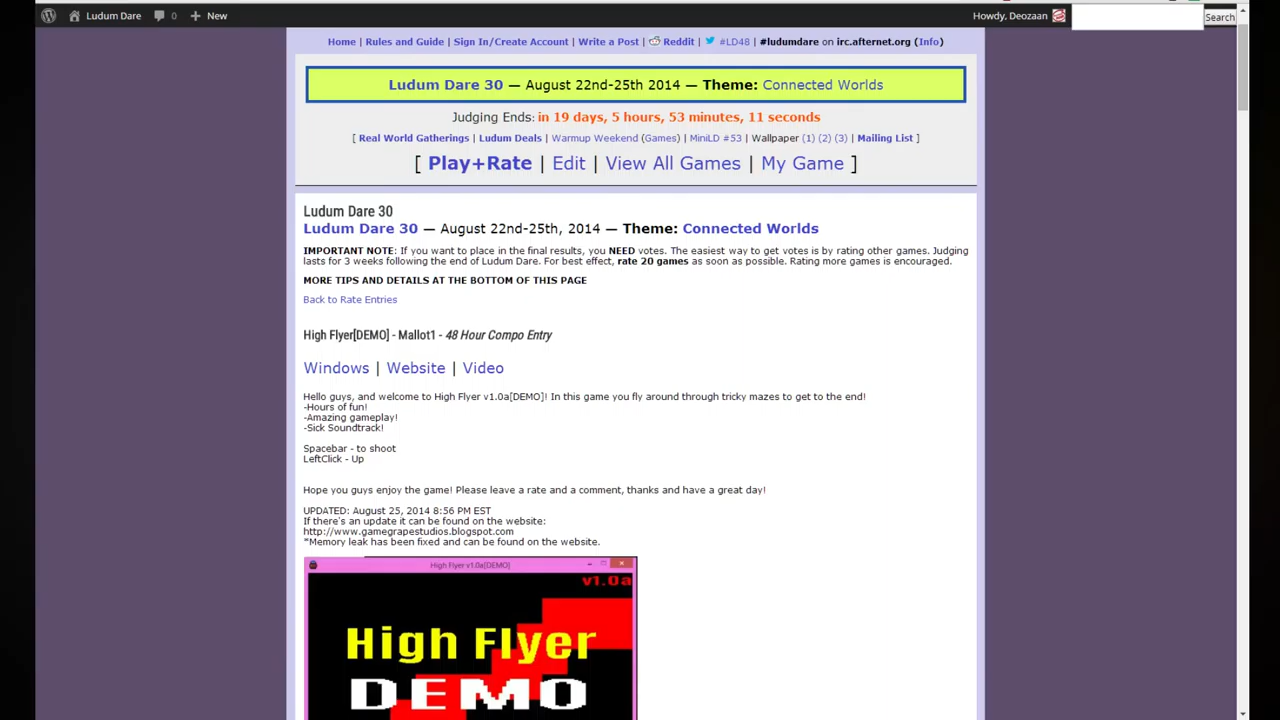 Ludum Dare 0 New Howdy, Deozaan Search
Home | Rules and Guide | Sign In/Create Account | Write a Post | Reddit | #LD48 | #ludumdare on irc.afternet.org (Info)
Ludum Dare 30 — August 22nd-25th 2014 — Theme: Connected Worlds
Judging Ends: in 19 days, 5 hours, 53 minutes, 11 seconds
[ Real World Gatherings | Ludum Deals | Warmup Weekend (Games) | MiniLD #53 | Wallpaper (1) (2) (3) | Mailing List ]
[ Play+Rate | Edit | View All Games | My Game ]
Ludum Dare 30
Ludum Dare 30 — August 22nd-25th, 2014 — Theme: Connected Worlds
IMPORTANT NOTE: If you want to place in the final results, you NEED votes. The easiest way to get votes is by rating other games. Judging
lasts for 3 weeks following the end of Ludum Dare. For best effect, rate 20 games as soon as possible. Rating more games is encouraged.
MORE TIPS AND DETAILS AT THE BOTTOM OF THIS PAGE
Back to Rate Entries
High Flyer[DEMO] - Mallot1 - 48 Hour Compo Entry
Windows | Website | Video
Hello guys, and welcome to High Flyer v1.0a[DEMO]! In this game you fly around through tricky mazes to get to the end!
-Hours of fun!
-Amazing gameplay!
-Sick Soundtrack!
Spacebar - to shoot
LeftClick - Up
Hope you guys enjoy the game! Please leave a rate and a comment, thanks and have a great day!
UPDATED: August 25, 2014 8:56 PM EST
If there's an update it can be found on the website:
http://www.gamegrapestudios.blogspot.com
*Memory leak has been fixed and can be found on the website.
High Flyer v1.0a[DEMO]
v1.0a
High Flyer
DEMO